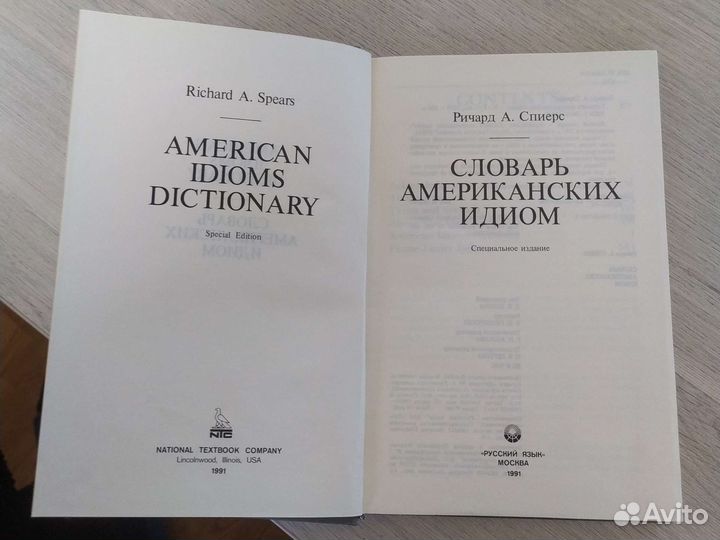 Richard A. Spears
AMERICAN
IDIOMS
DICTIONARY
Special Edition
NTC
NATIONAL TEXTBOOK COMPANY
Lincolnwood, Illinois, USA
1991
Ричард А. Спиерс
СЛОВАРЬ
АМЕРИКАНСКИХ
ИДИОМ
Специальное издание
«РУССКИЙ ЯЗЫК»
МОСКВА
1991
Avito